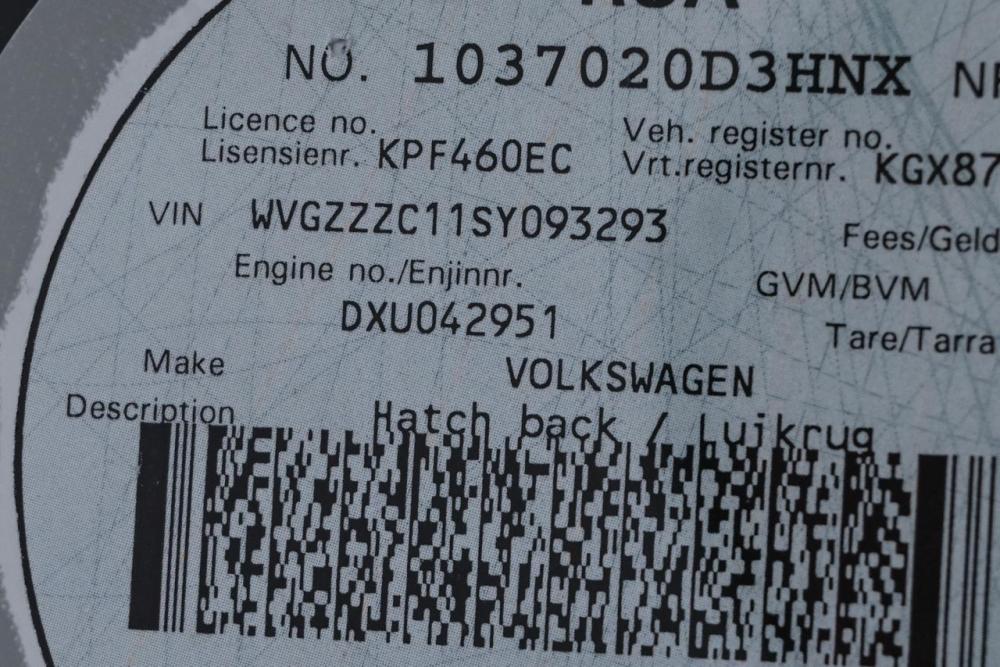 RSA
NO. 1037020D3HNX
Licence no.
Lisensienr. KPF460EC
Veh. register no.
Vrt.registernr. KGX87
VIN WVGZZZC11SY093293
Fees/Geld
Engine no./Enjinnr.
GVM/BVM
DXU042951
Tare/Tarra
Make VOLKSWAGEN
Description Hatch back / Luikrug